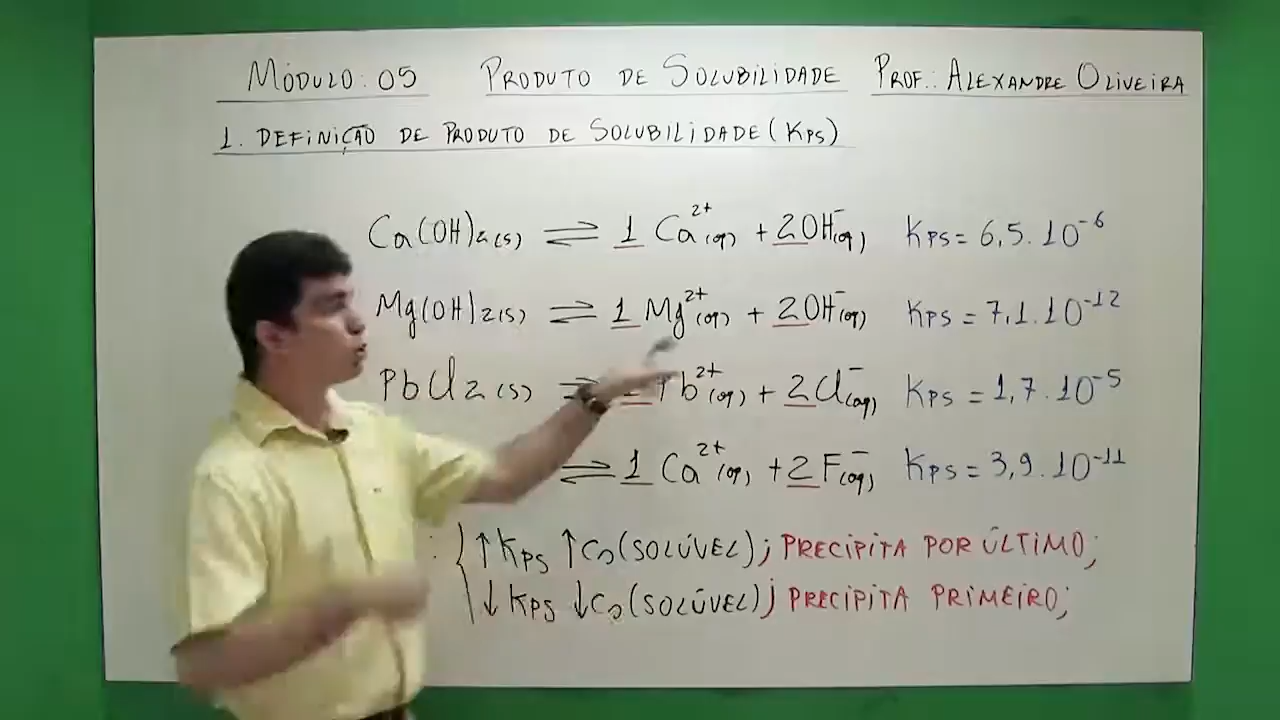 MÓDULO: 05 PRODUTO DE SOLUBILIDADE PROF.: ALEXANDRE OLIVEIRA
1. DEFINIÇÃO DE PRODUTO DE SOLUBILIDADE (KPS)
Ca(OH)2(s) ⇌ 1 Ca²⁺(aq) + 2OH⁻(aq) KPS = 6,5.10⁻⁶
Mg(OH)2(s) ⇌ 1 Mg²⁺(aq) + 2OH⁻(aq) KPS = 7,1.10⁻¹²
PbCl2(s) ⇌ Pb²⁺(aq) + 2Cl⁻(aq) KPS = 1,7.10⁻⁵
⇌ 1 Ca²⁺(aq) + 2F⁻(aq) KPS = 3,9.10⁻¹¹
: { ↑KPS ↑Cs(SOLÚVEL); PRECIPITA POR ÚLTIMO;
↓KPS ↓Cs(SOLÚVEL); PRECIPITA PRIMEIRO;